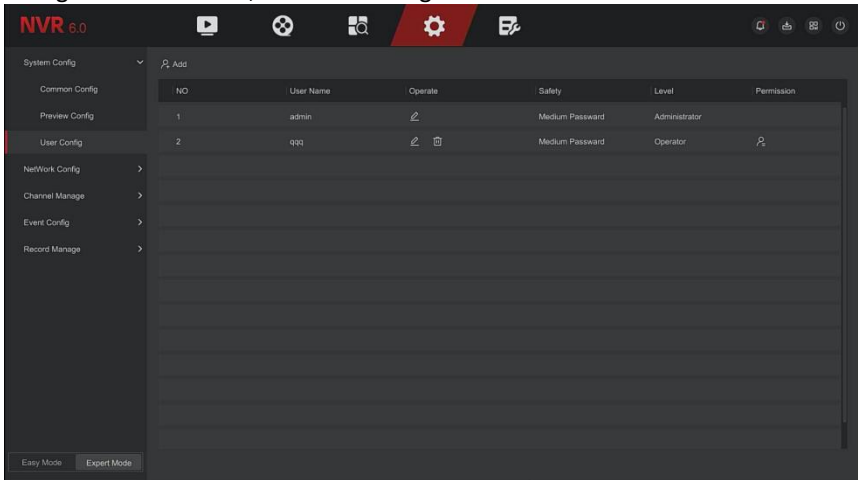 NVR 6.0
System Config
Common Config
Preview Config
User Config
NetWork Config
Channel Manage
Event Config
Record Manage
Easy Mode Expert Mode
Add
NO User Name Operate Safety Level Permission
1 admin Medium Password Administrator
2 qqq Medium Password Operator